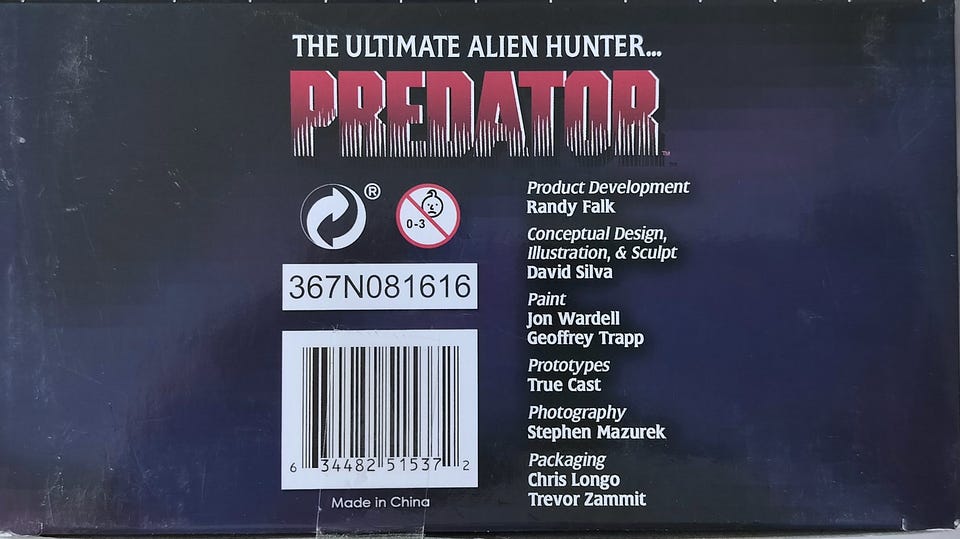 THE ULTIMATE ALIEN HUNTER...
PREDATOR
TM
®
0-3
367N081616
6 34482 51537 2
Made in China
Product Development
Randy Falk
Conceptual Design,
Illustration, & Sculpt
David Silva
Paint
Jon Wardell
Geoffrey Trapp
Prototypes
True Cast
Photography
Stephen Mazurek
Packaging
Chris Longo
Trevor Zammit